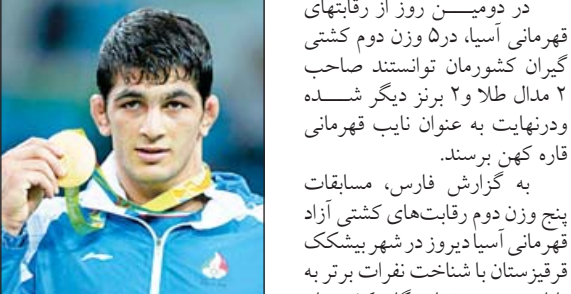 در دومین روز از رقابتهای
قهرمانی آسیا، در۵ وزن دوم کشتی
گیران کشورمان توانستند صاحب
۲ مدال طلا و۲ برنز دیگر شده
ودرنهایت به عنوان نایب قهرمانی
قاره کهن برسند.
به گزارش فارس، مسابقات
پنج وزن دوم رقابت‌های کشتی آزاد
قهرمانی آسیا دیروز در شهر بیشکک
قرقیزستان با شناخت نفرات برتر به